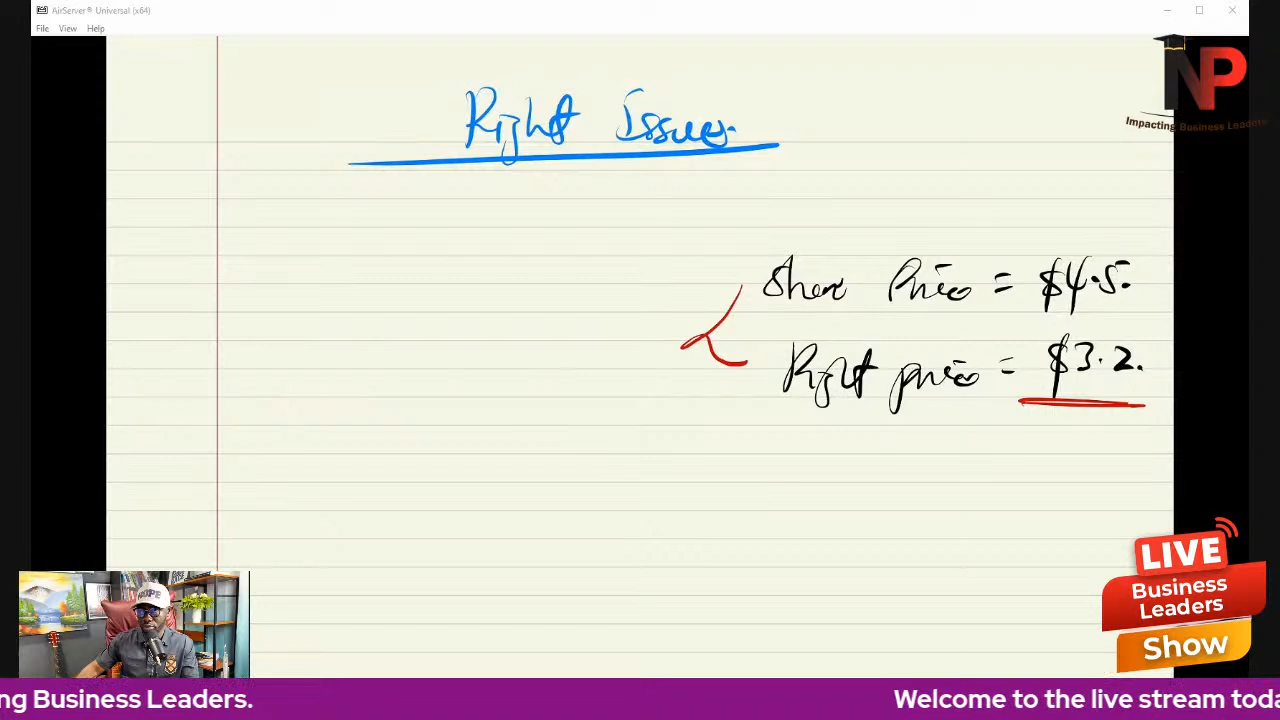 AirServer® Universal (x64)
File View Help
NP
Impacting Business Leaders
Right Issues.
Share Price = $4.5.
Right price = $3.2.
LIVE
Business
Leaders
Show
ng Business Leaders. Welcome to the live stream toda